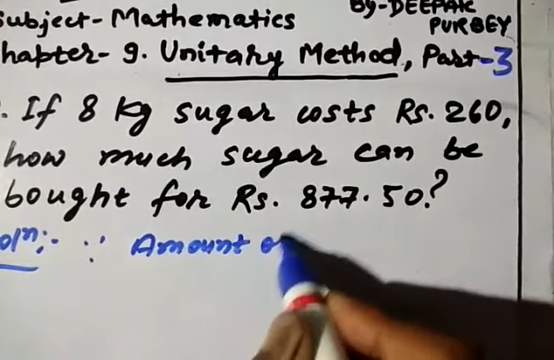 Subject- Mathematics By-DEEPAK PURBEY
hapter- 9. Unitary Method, Part-3
. If 8 kg sugar costs Rs. 260,
how much sugar can be
bought for Rs. 877.50?
olⁿ:- ∵ Amount o